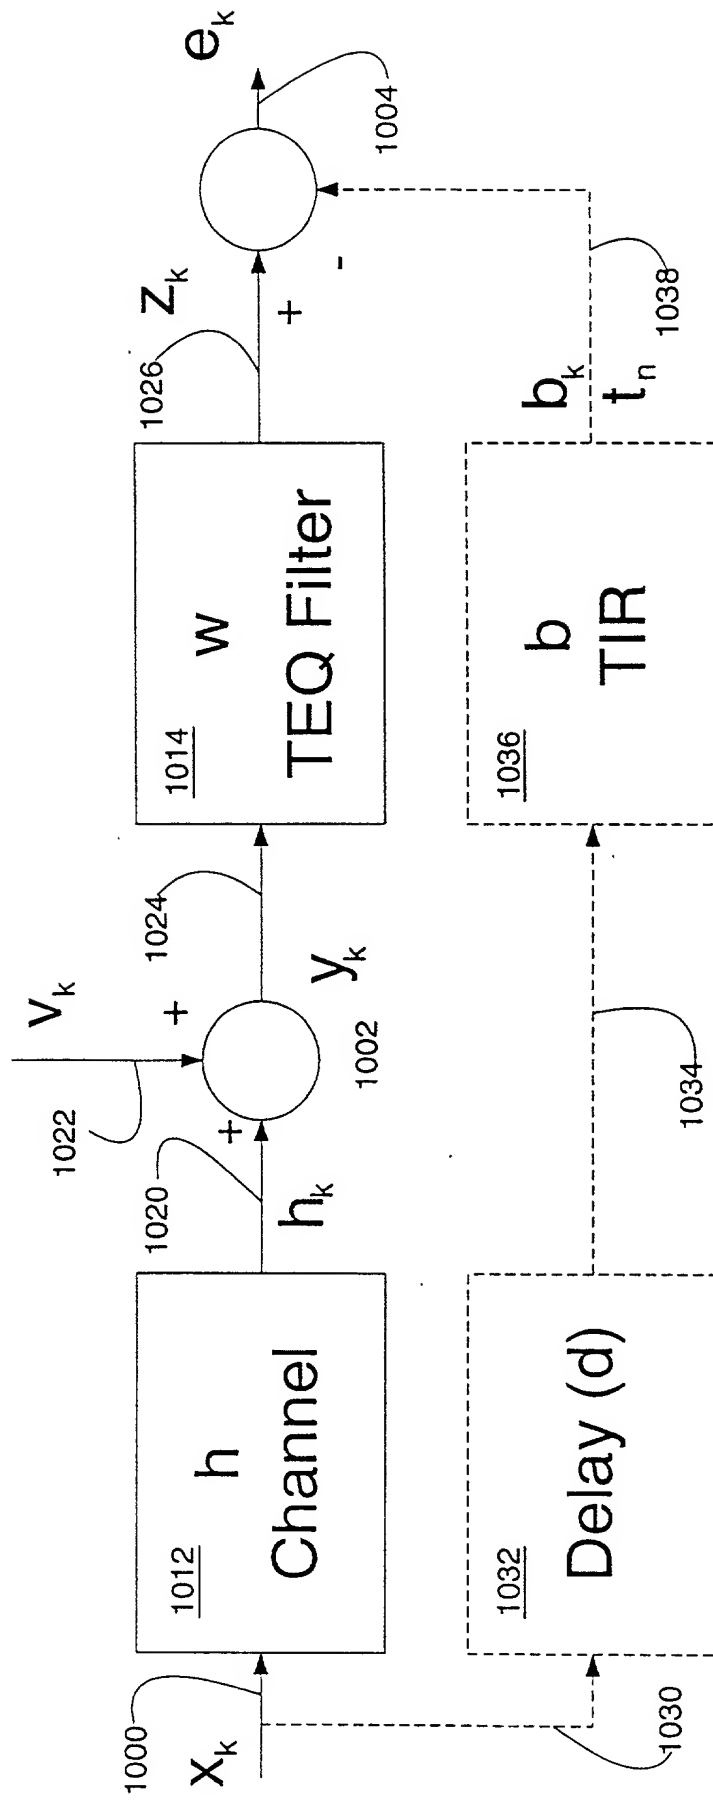 x_k
1000
1012
h
Channel
1020
h_k
+
1022
v_k
+
1002
y_k
1024
1014
w
TEQ Filter
1026
z_k
+
-
e_k
1004
1030
1032
Delay (d)
1034
1036
b
TIR
b_k
t_n
1038